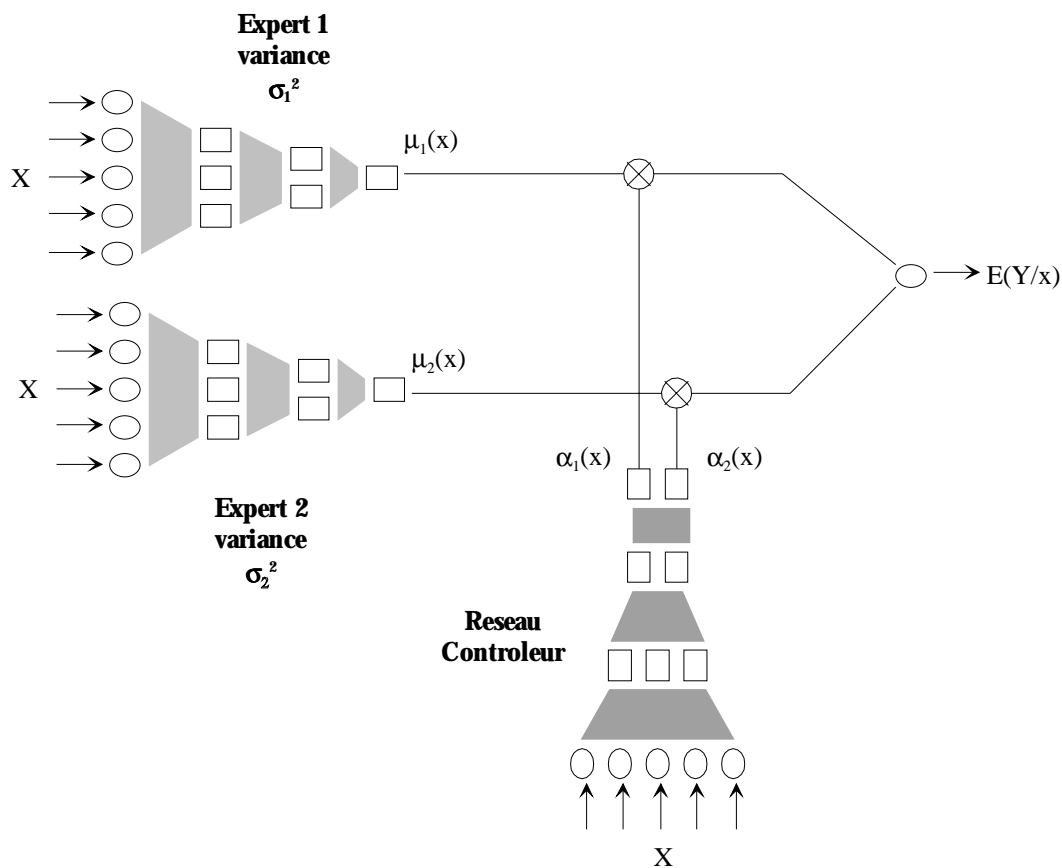 Expert 1
variance
σ₁²
μ₁(x)
X
E(Y/x)
μ₂(x)
X
α₁(x)
α₂(x)
Expert 2
variance
σ₂²
Reseau
Controleur
X